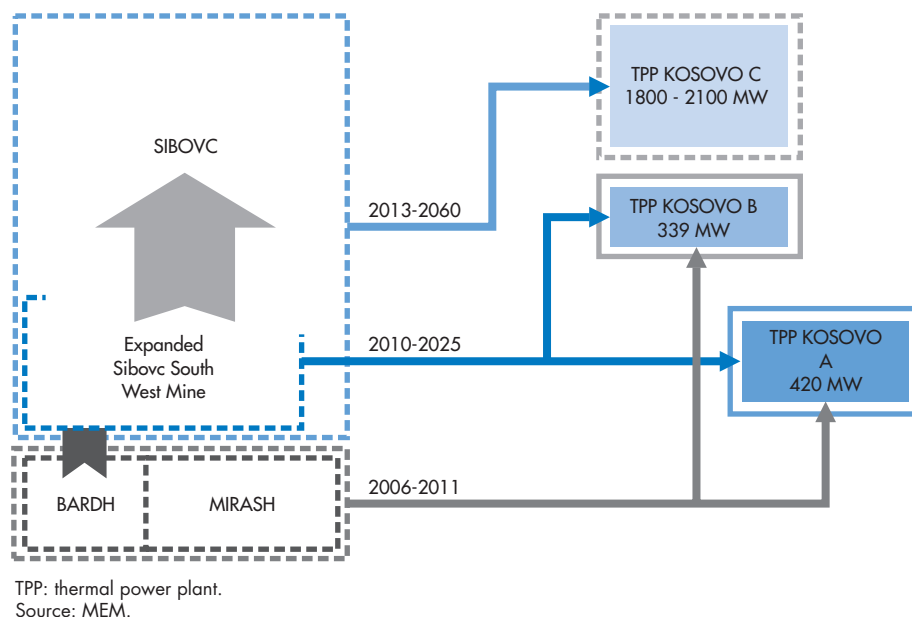 TPP KOSOVO C
1800 - 2100 MW
SIBOVC
2013-2060
TPP KOSOVO B
339 MW
Expanded
Sibovc South
West Mine
2010-2025
TPP KOSOVO
A
420 MW
BARDH
MIRASH
2006-2011
TPP: thermal power plant.
Source: MEM.